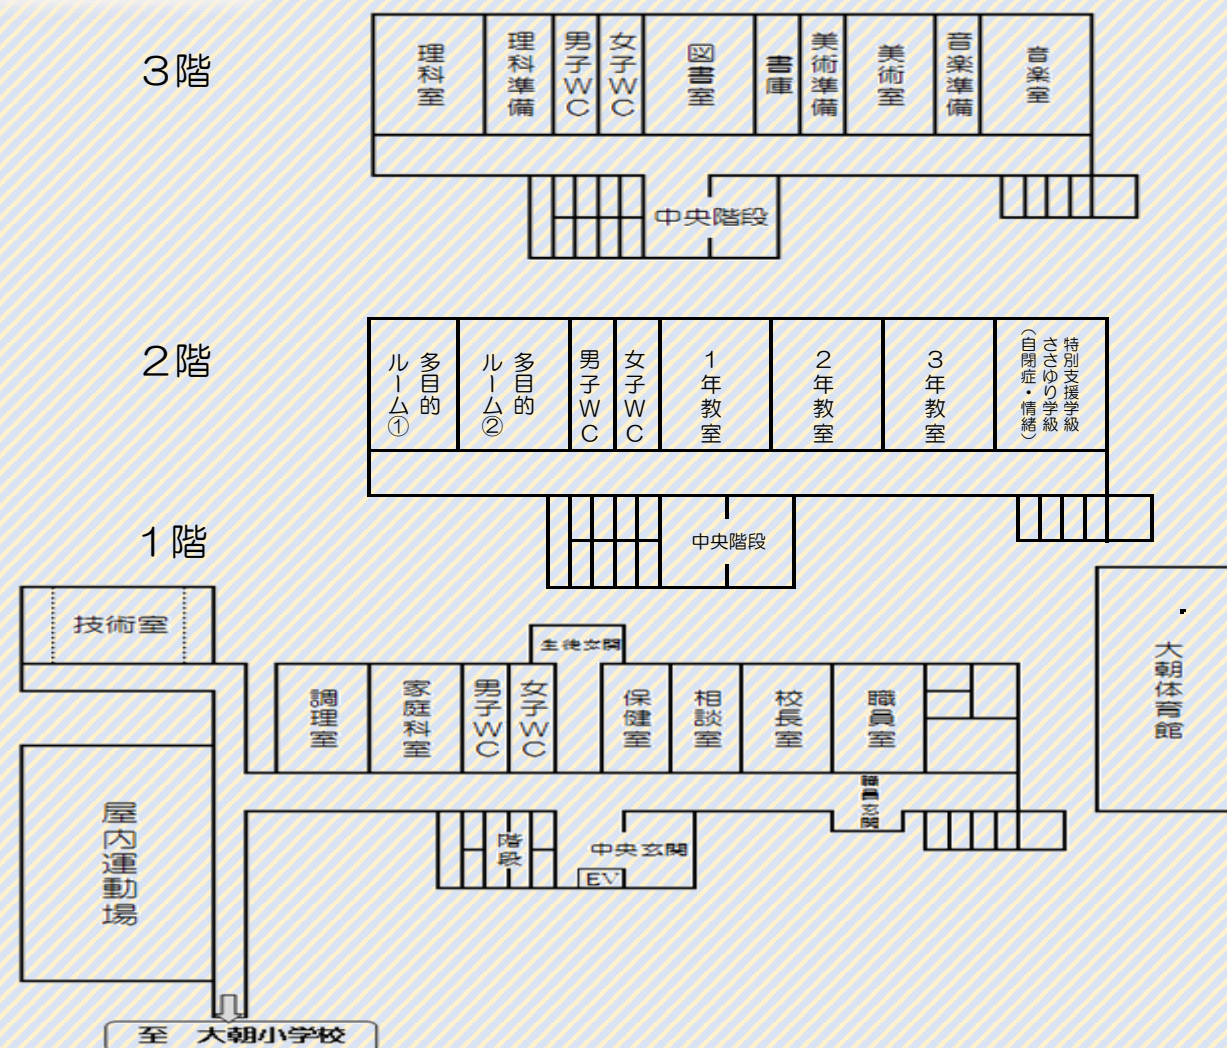 3階
理科室
理科準備
男子WC
女子WC
図書室
書庫
美術準備
美術室
音楽準備
音楽室
中央階段
2階
多目的
ルーム①
多目的
ルーム②
男子WC
女子WC
1年教室
2年教室
3年教室
特別支援学級
ささゆり学級
(自閉症・情緒)
中央階段
1階
技術室
生徒玄関
調理室
家庭科室
男子WC
女子WC
保健室
相談室
校長室
職員室
大朝体育館
職員玄関
屋内運動場
階段
中央玄関
EV
至 大朝小学校